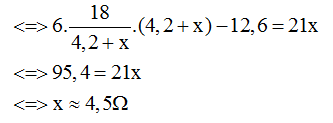 <=> 6. 18/(4,2+x) .(4,2+x) −12,6 = 21x
<=> 95,4 = 21x
<=> x ≈ 4,5Ω